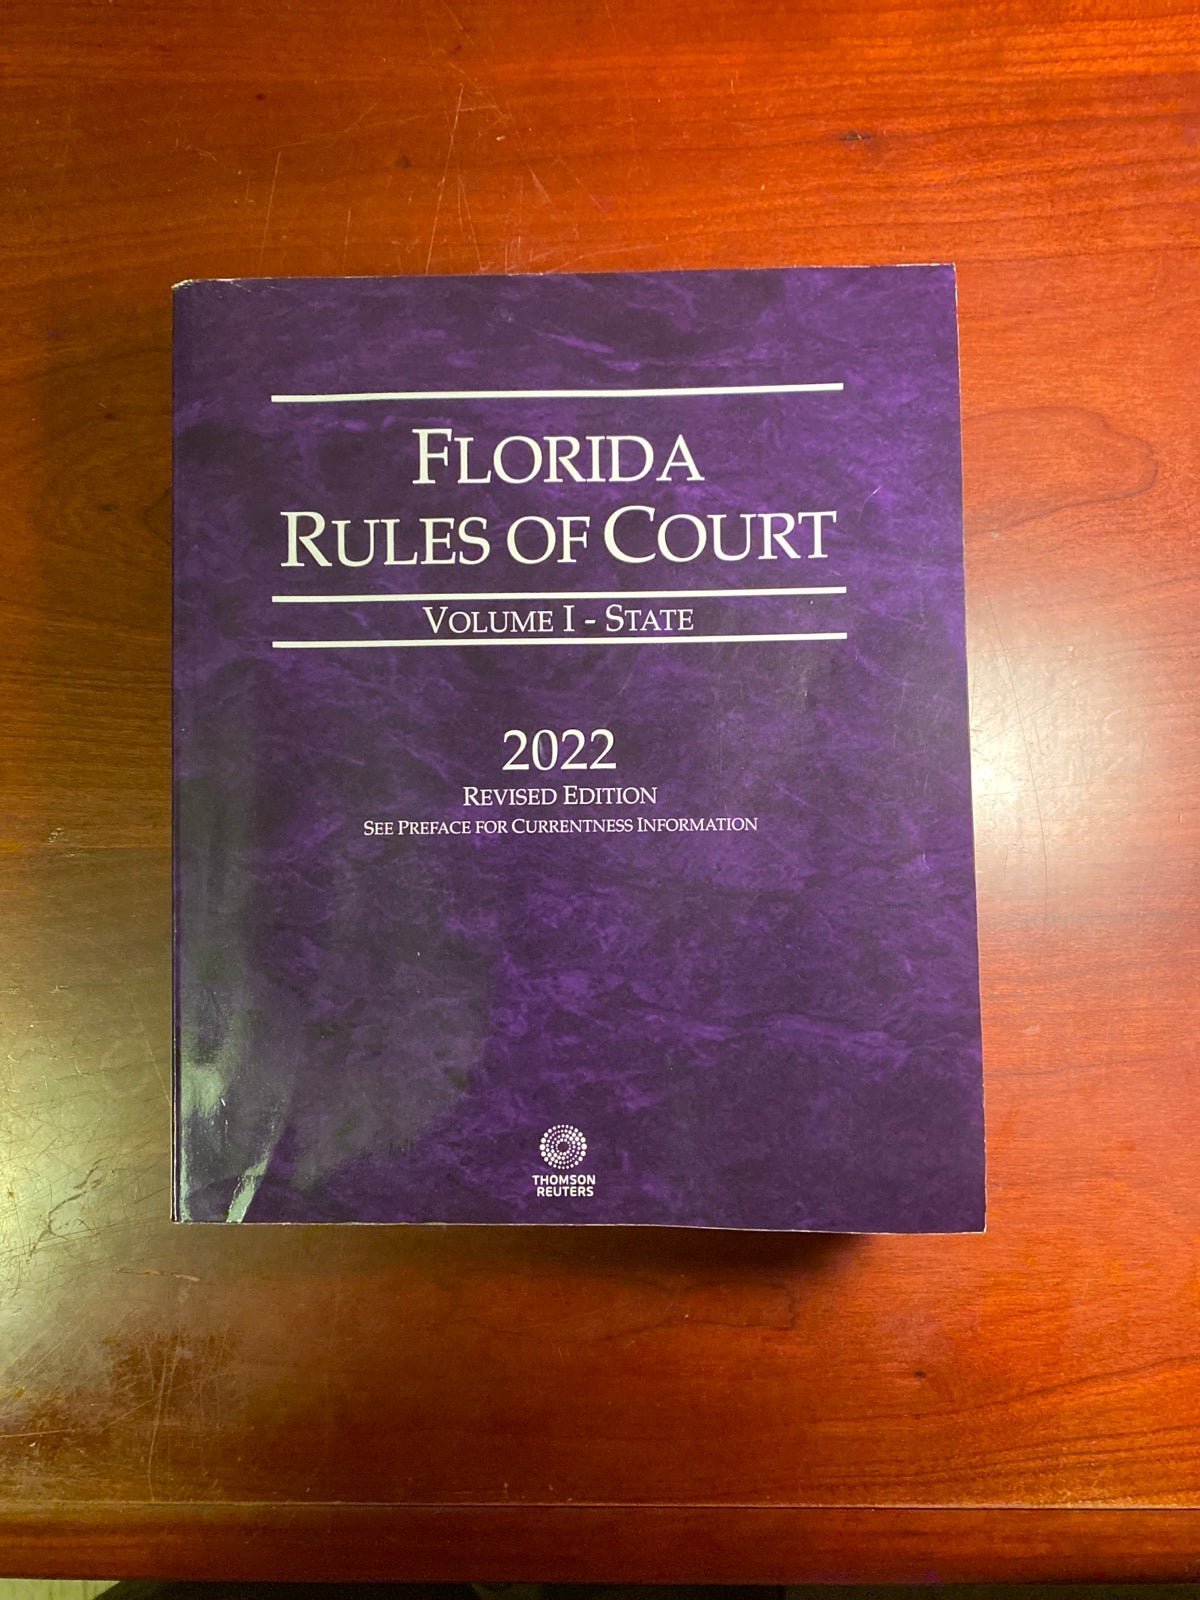 FLORIDA
RULES OF COURT
VOLUME I - STATE
2022
REVISED EDITION
SEE PREFACE FOR CURRENTNESS INFORMATION
THOMSON
REUTERS